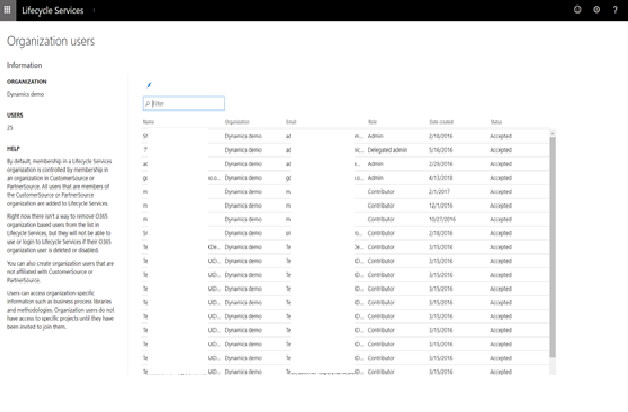 Lifecycle Services
?
Organization users
Information
ORGANIZATION
Dynamics demo
USERS
HELP
By default, membership in a Lifecycle Services
organization is controlled by membership in
an organization in CustomerSource or
PartnerSource. All users that are members of
the CustomerSource or PartnerSource
organization are added to Lifecycle Services.
Right now there isn't a way to remove O365
organization based users from the list in
Lifecycle Services, but they will not be able to
use or login to Lifecycle Services if their O365
organization user is deleted or disabled.
You can also create organization users that are
not affiliated with CustomerSource or
PartnerSource.
Users can access organization-specific
information such as business process libraries
and methodologies. Organization users do not
have access to specific projects until they have
been invited to join them.
Filter
Name Organization Email Role Date created Status
Dynamics demo ad Admin 2/18/2016 Accepted
Dynamics demo ad Delegated admin 5/16/2016 Accepted
Dynamics demo ad Admin 2/29/2016 Accepted
Dynamics demo Admin 4/13/2018 Accepted
Dynamics demo Contributor 2/1/2017 Accepted
Dynamics demo Contributor 12/1/2016 Accepted
Dynamics demo Contributor 10/27/2016 Accepted
Dynamics demo Contributor 2/18/2016 Accepted
Te Dynamics demo Te Contributor 3/15/2016 Accepted
Te Dynamics demo Te Contributor 3/15/2016 Accepted
Te Dynamics demo Te Contributor 3/15/2016 Accepted
Te Dynamics demo Te Contributor 3/15/2016 Accepted
Te Dynamics demo Te Contributor 3/15/2016 Accepted
Te Dynamics demo Te Contributor 3/15/2016 Accepted
Te Dynamics demo Te Contributor 3/15/2016 Accepted
Te Dynamics demo Te Contributor 3/15/2016 Accepted
Te Dynamics demo Te Contributor 3/15/2016 Accepted
Te Dynamics demo Te Contributor 3/15/2016 Accepted